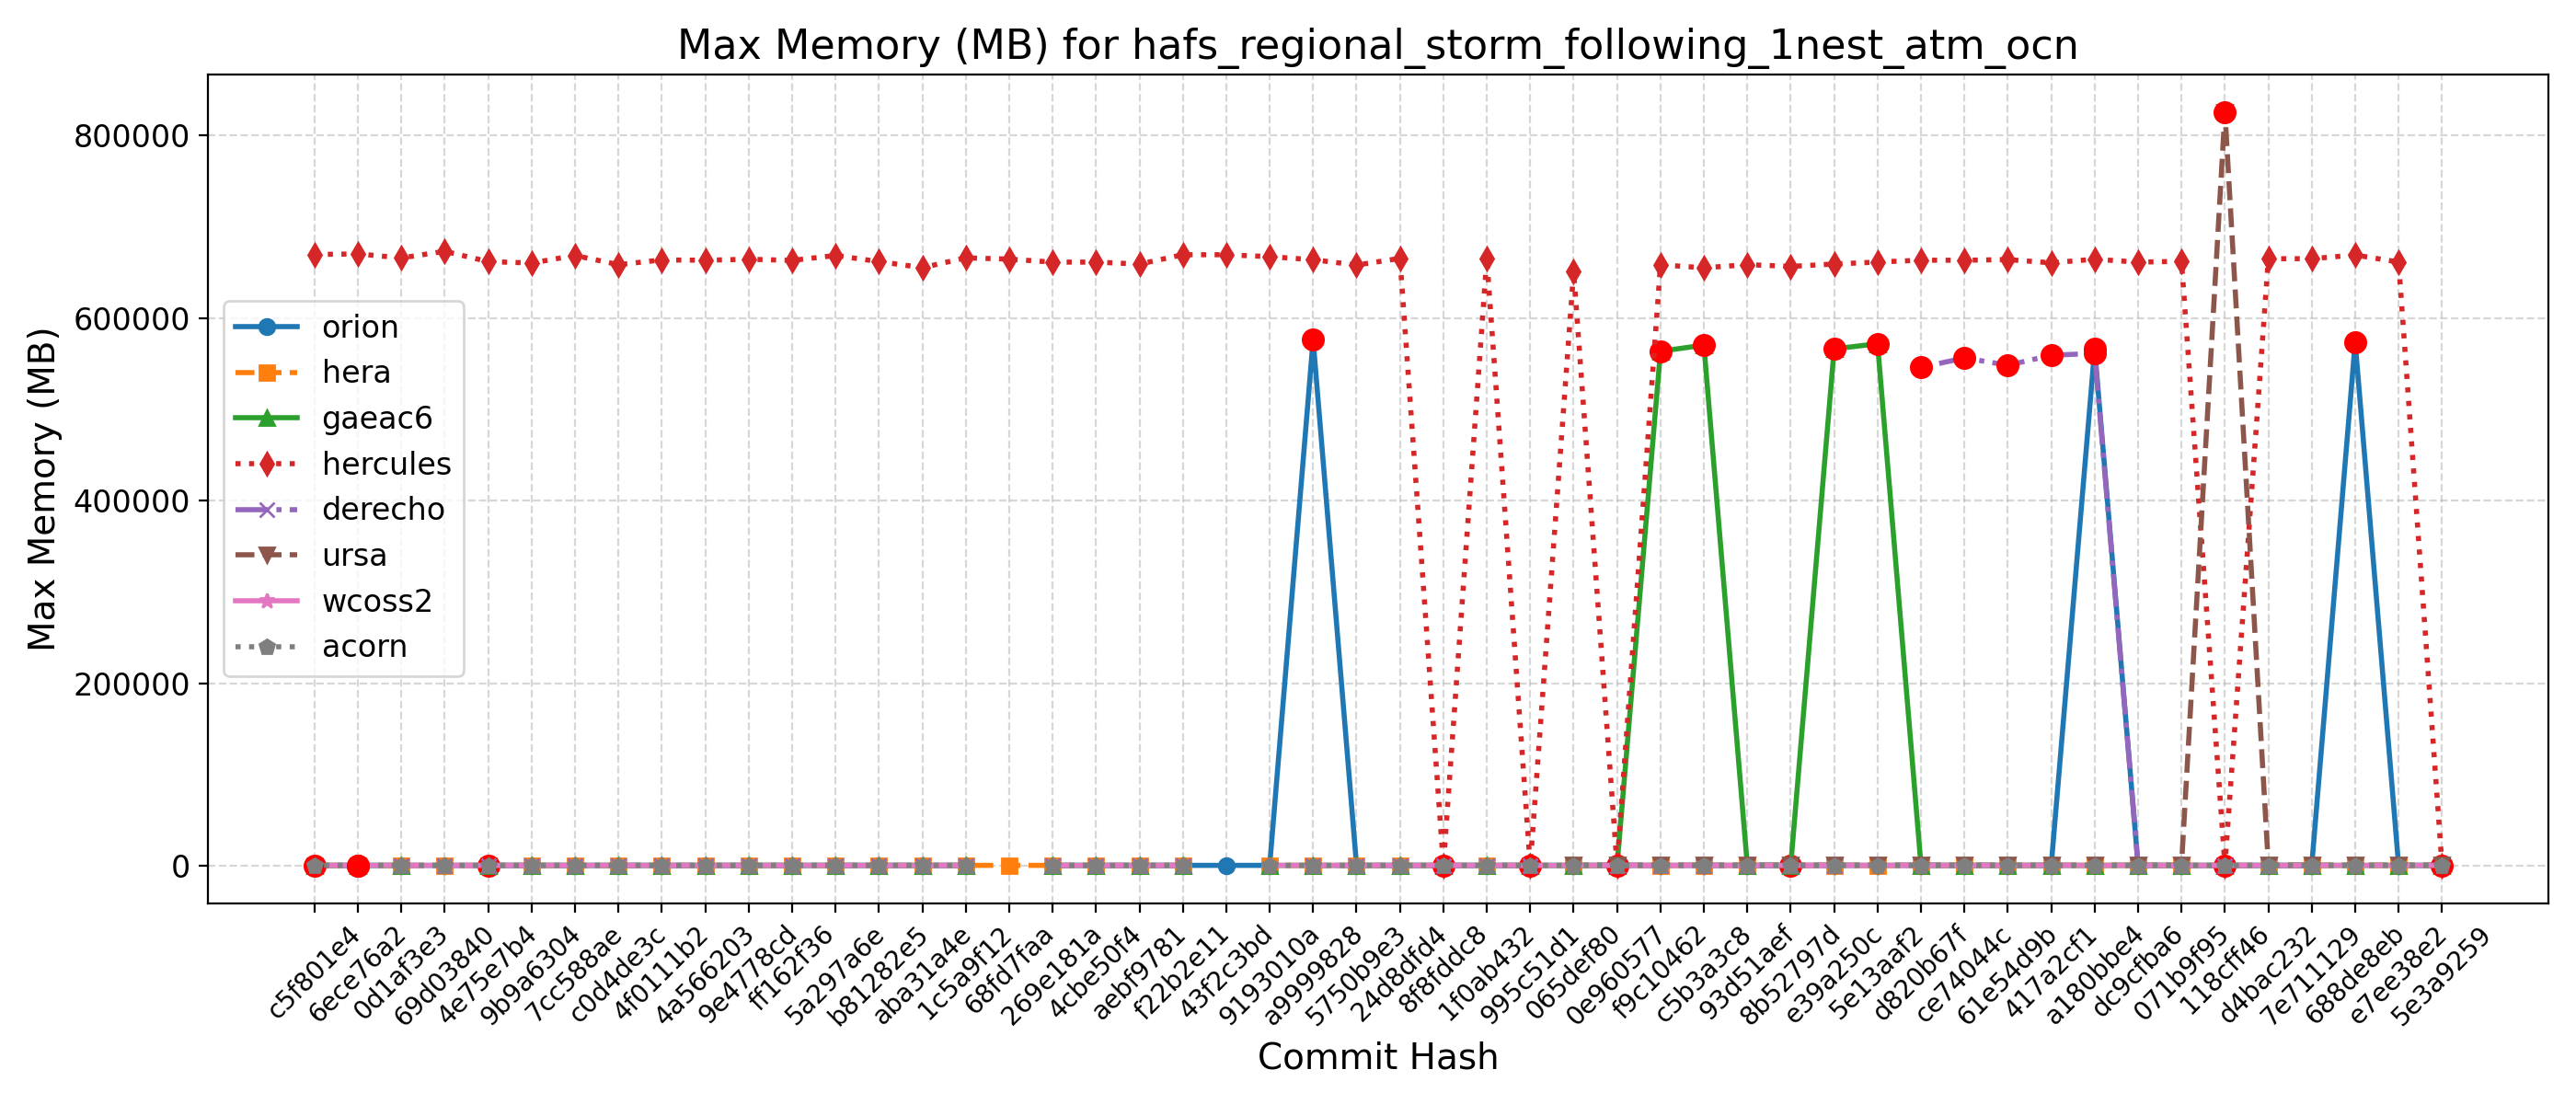 Max Memory (MB) for hafs_regional_storm_following_1nest_atm_ocn
Max Memory (MB)
800000
600000
400000
200000
0
orion
hera
gaeac6
hercules
derecho
ursa
wcoss2
acorn
c5f801e4
6ece76a2
0d1af3e3
69d03840
4e75e7b4
9b9a6304
7cc588ae
c0d4de3c
4f0111b2
4a566203
9e4778cd
ff162f36
5a297a6e
b81282e5
aba31a4e
1c5a9f12
68fd7faa
269e181a
4cbe50f4
aebf9781
f22b2e11
43f2c3bd
9193010a
a9999828
5750b9e3
24d8dfd4
8f8fddc8
1f0ab432
995c51d1
065def80
0e960577
f9c10462
c5b3a3c8
93d51aef
8b52797d
e39a250c
5e13aaf2
d820b67f
ce74044c
61e54d9b
417a2cf1
a180bbe4
dc9cfba6
071b9f95
118cff46
d4bac232
7e711129
688de8eb
e7ee38e2
5e3a9259
Commit Hash